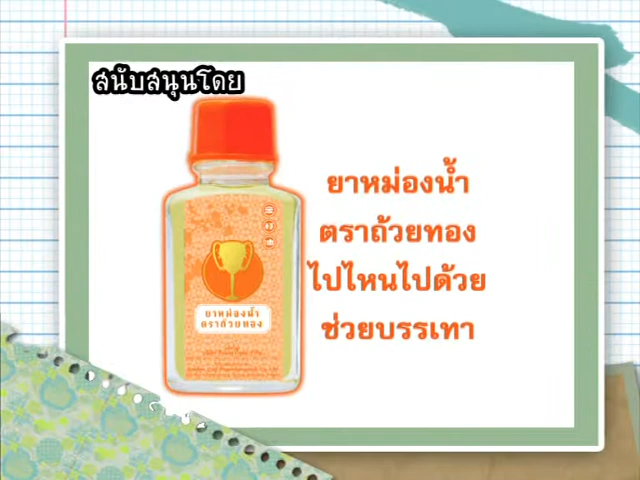 สนับสนุนโดย
ยาหม่องน้ำ
ตราถ้วยทอง
ไปไหนไปด้วย
ช่วยบรรเทา
ยาหม่องน้ำ
ตราถ้วยทอง